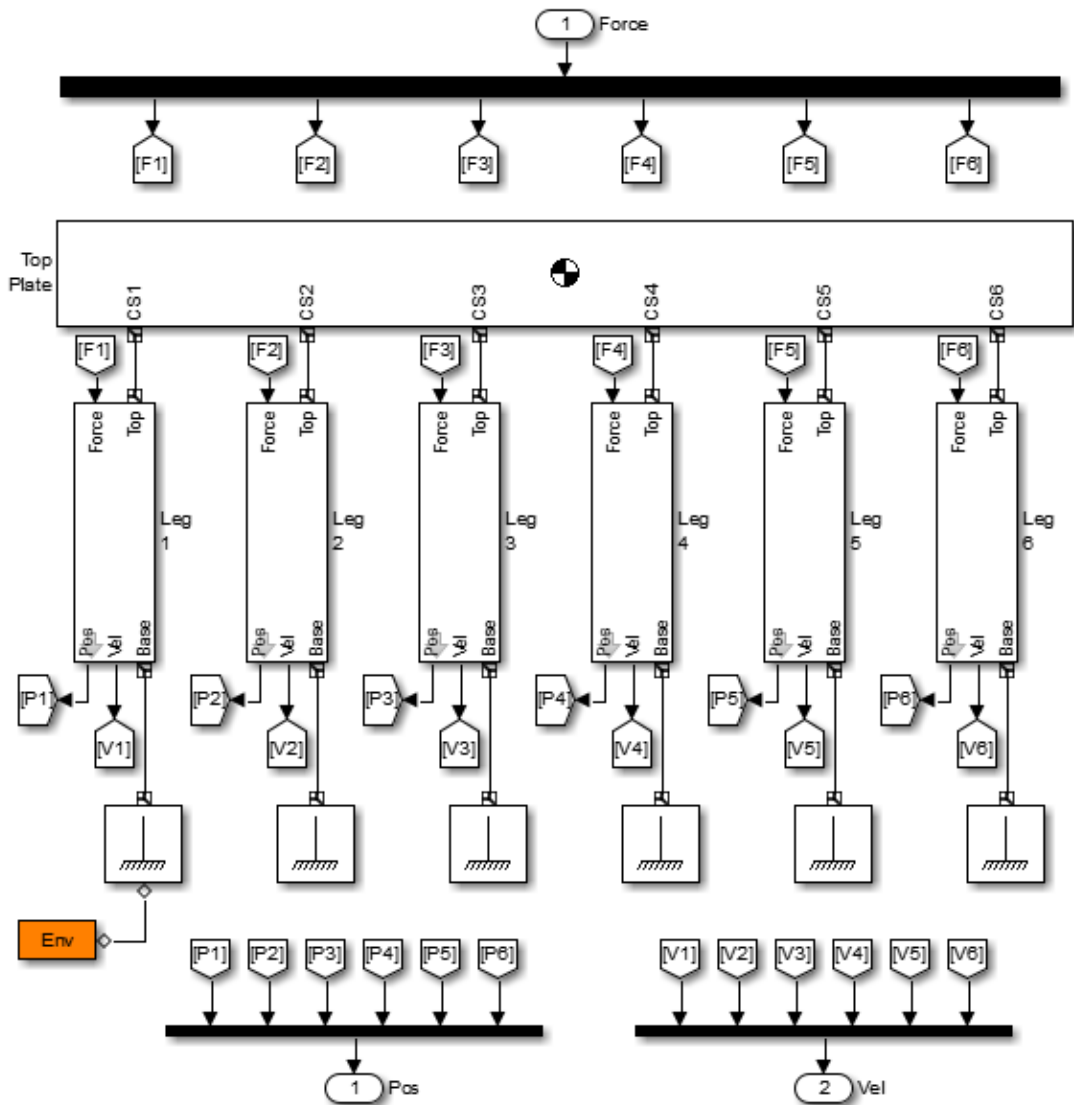 1 Force
[F1] [F2] [F3] [F4] [F5] [F6]
Top
Plate
CS1 CS2 CS3 CS4 CS5 CS6
[F1] [F2] [F3] [F4] [F5] [F6]
Force Top Force Top Force Top Force Top Force Top Force Top
Leg Leg Leg Leg Leg Leg
1 2 3 4 5 6
Pos Vel Base Pos Vel Base Pos Vel Base Pos Vel Base Pos Vel Base Pos Vel Base
[P1] [P2] [P3] [P4] [P5] [P6]
[V1] [V2] [V3] [V4] [V5] [V6]
Env
[P1] [P2] [P3] [P4] [P5] [P6] [V1] [V2] [V3] [V4] [V5] [V6]
1 Pos 2 Vel